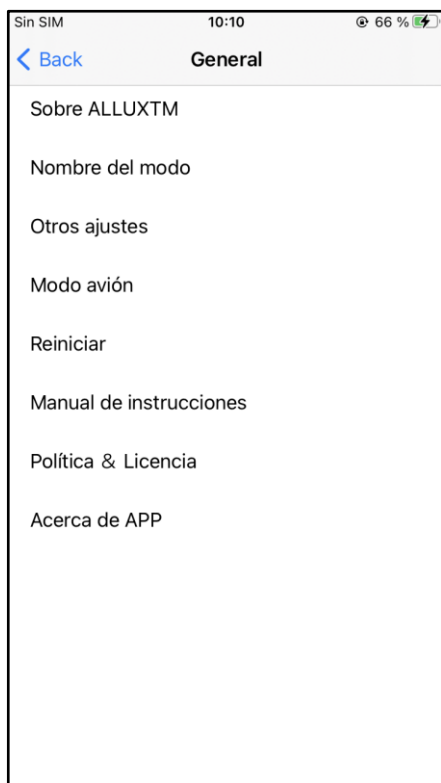 Sin SIM 10:10 66 %
Back General
Sobre ALLUXTM
Nombre del modo
Otros ajustes
Modo avión
Reiniciar
Manual de instrucciones
Política & Licencia
Acerca de APP